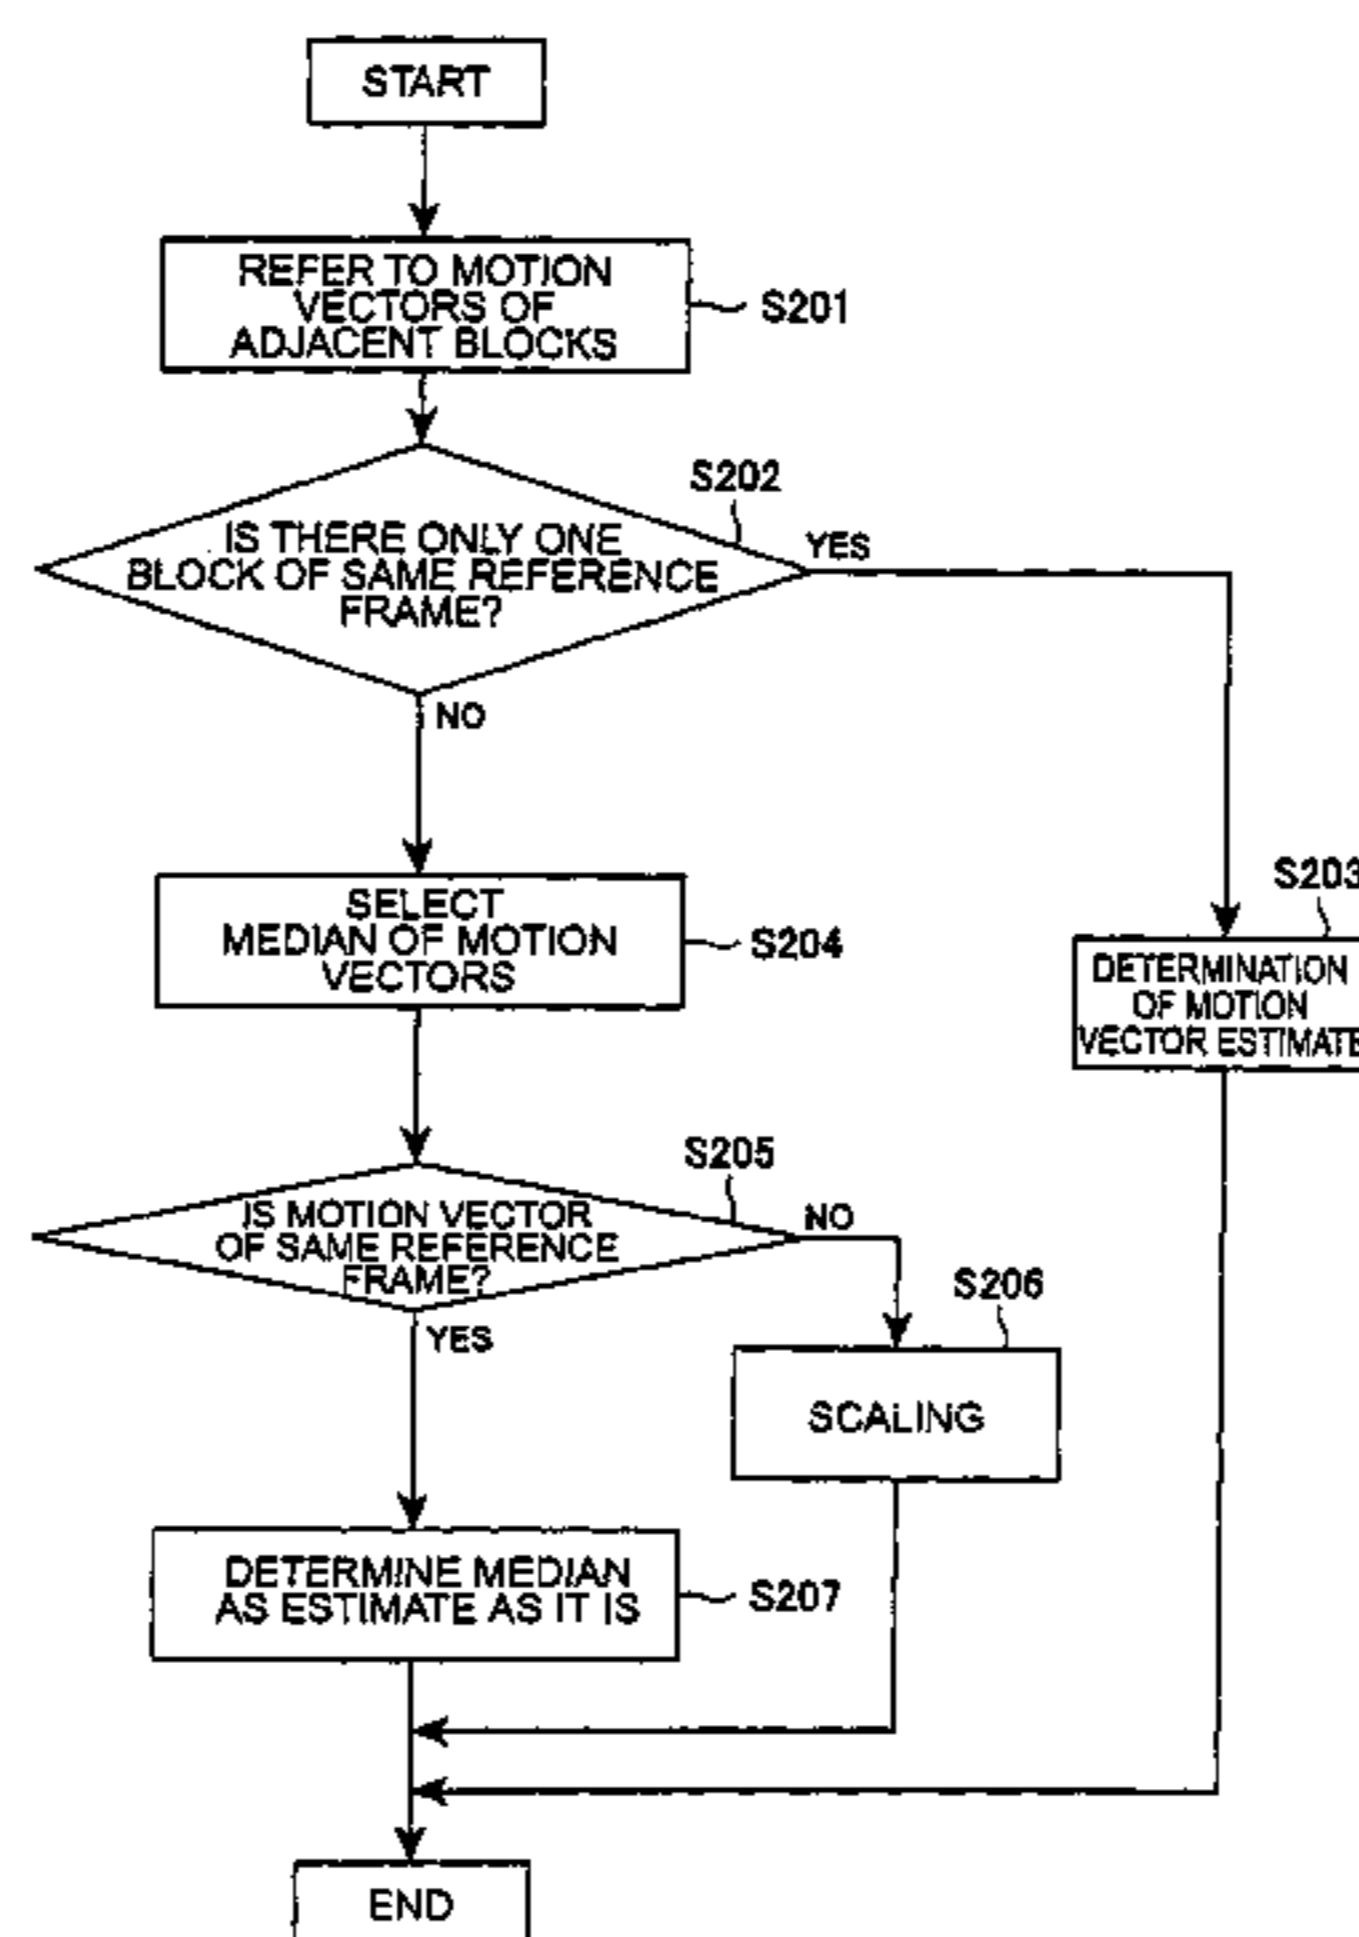 START
REFER TO MOTION
VECTORS OF
ADJACENT BLOCKS
S201
S202
IS THERE ONLY ONE
BLOCK OF SAME REFERENCE
FRAME?
YES
NO
S203
DETERMINATION
OF MOTION
VECTOR ESTIMATE
SELECT
MEDIAN OF MOTION
VECTORS
S204
S205
IS MOTION VECTOR
OF SAME REFERENCE
FRAME?
NO
YES
S206
SCALING
DETERMINE MEDIAN
AS ESTIMATE AS IT IS
S207
END